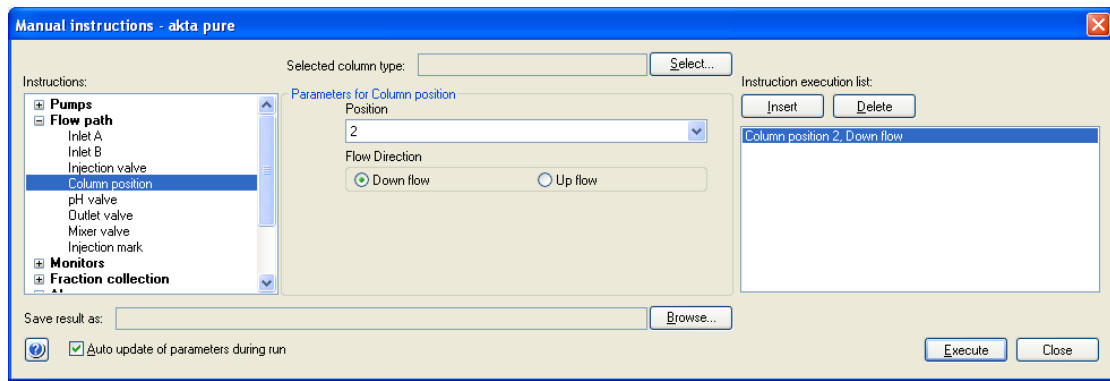 Manual instructions - akta pure
Selected column type:
Select...
Instructions:
Pumps
Flow path
Inlet A
Inlet B
Injection valve
Column position
pH valve
Outlet valve
Mixer valve
Injection mark
Monitors
Fraction collection
Parameters for Column position
Position
2
Flow Direction
Down flow
Up flow
Instruction execution list:
Insert
Delete
Column position 2, Down flow
Save result as:
Browse...
Auto update of parameters during run
Execute
Close